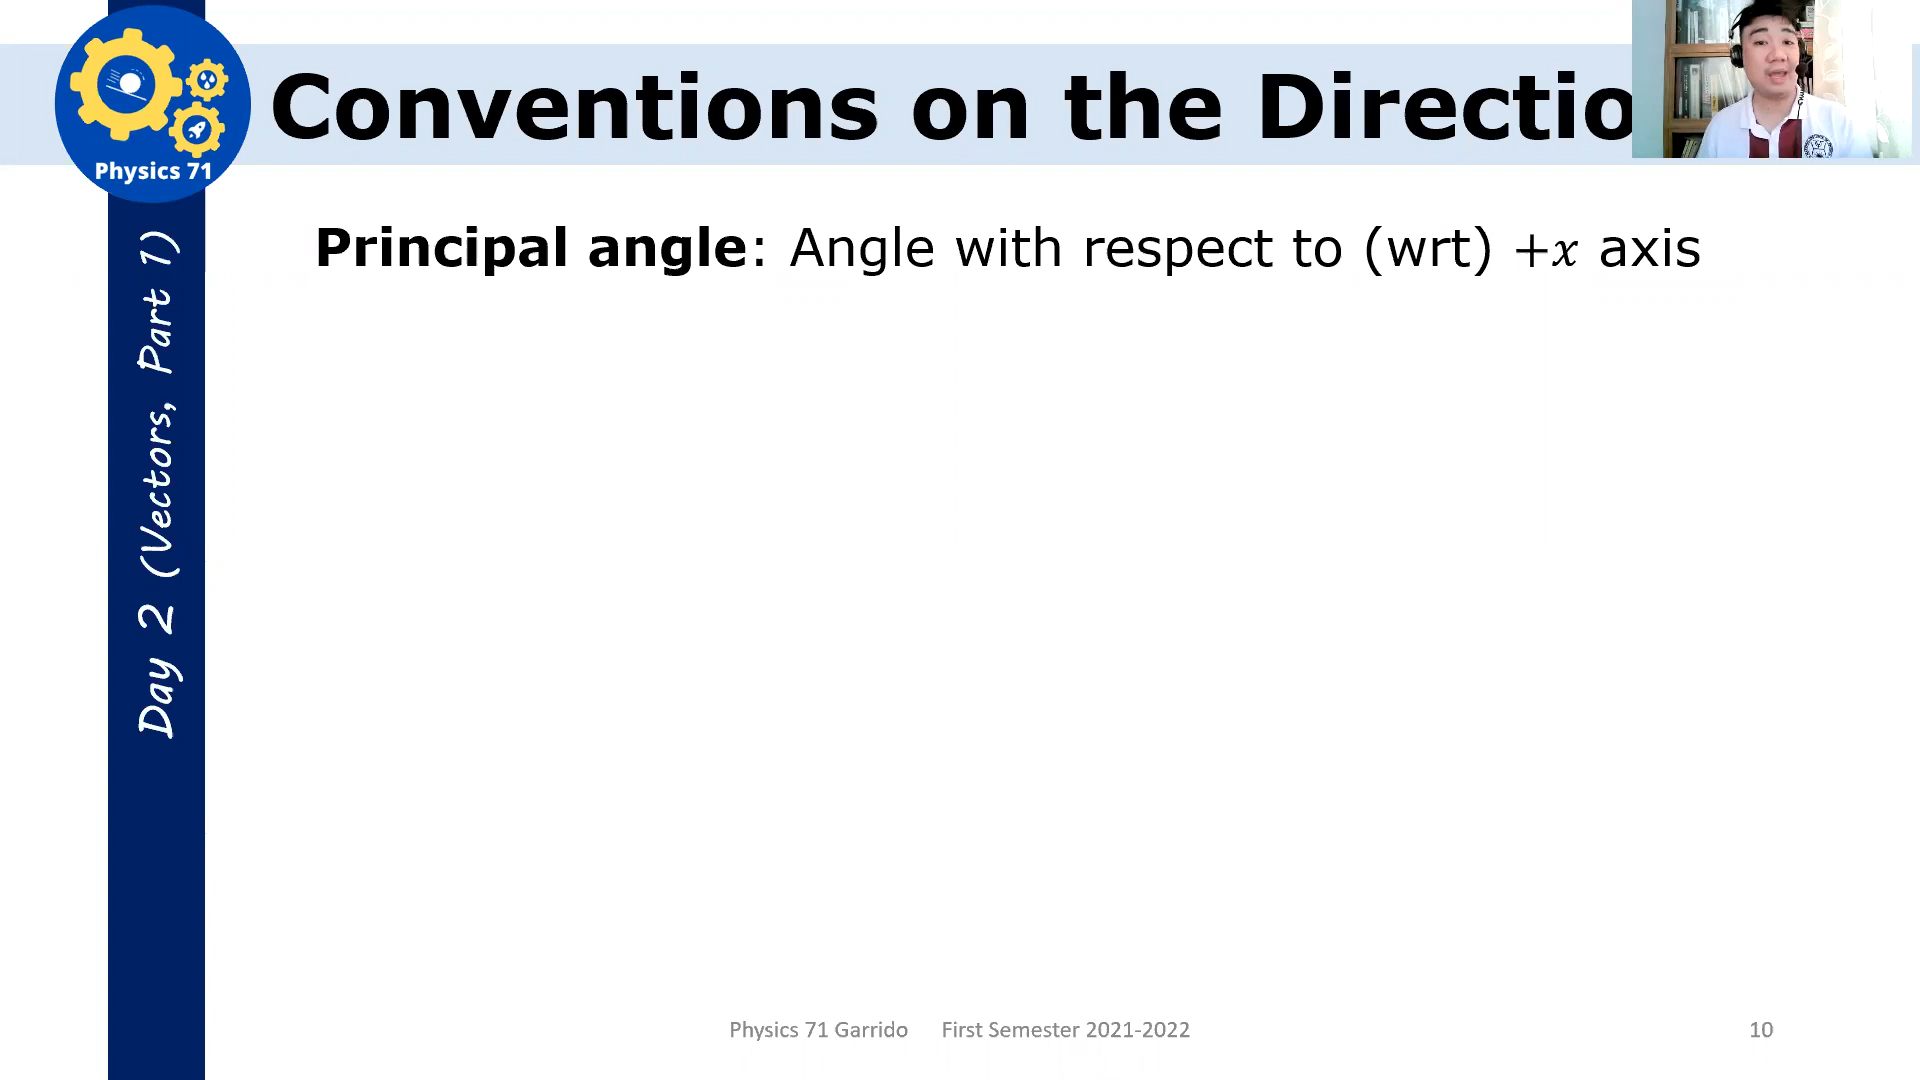 Conventions on the Directio
Physics 71
Principal angle: Angle with respect to (wrt) +x axis
Day 2 (Vectors, Part 1)
Physics 71 Garrido First Semester 2021-2022
10